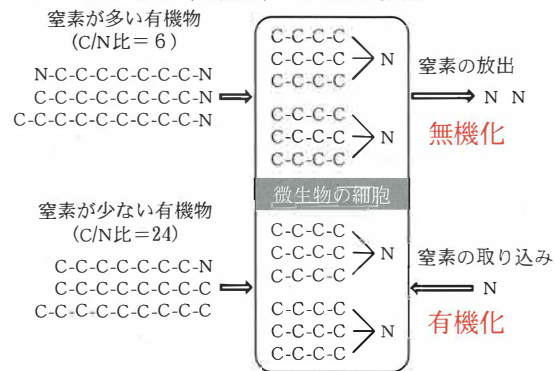 窒素が多い有機物
(C/N比＝6)
N-C-C-C-C-C-C-C-N
C-C-C-C-C-C-C-C-N
C-C-C-C-C-C-C-C-C-N
C-C-C-C
C-C-C-C
C-C-C-C
N
C-C-C-C
C-C-C-C
C-C-C-C
N
窒素の放出
N N
無機化
微生物の細胞
窒素が少ない有機物
(C/N比＝24)
C-C-C-C-C-C-C-N
C-C-C-C-C-C-C-C
C-C-C-C-C-C-C-C-C
C-C-C-C
C-C-C-C
C-C-C-C
N
C-C-C-C
C-C-C-C
C-C-C-C
N
窒素の取り込み
N
有機化